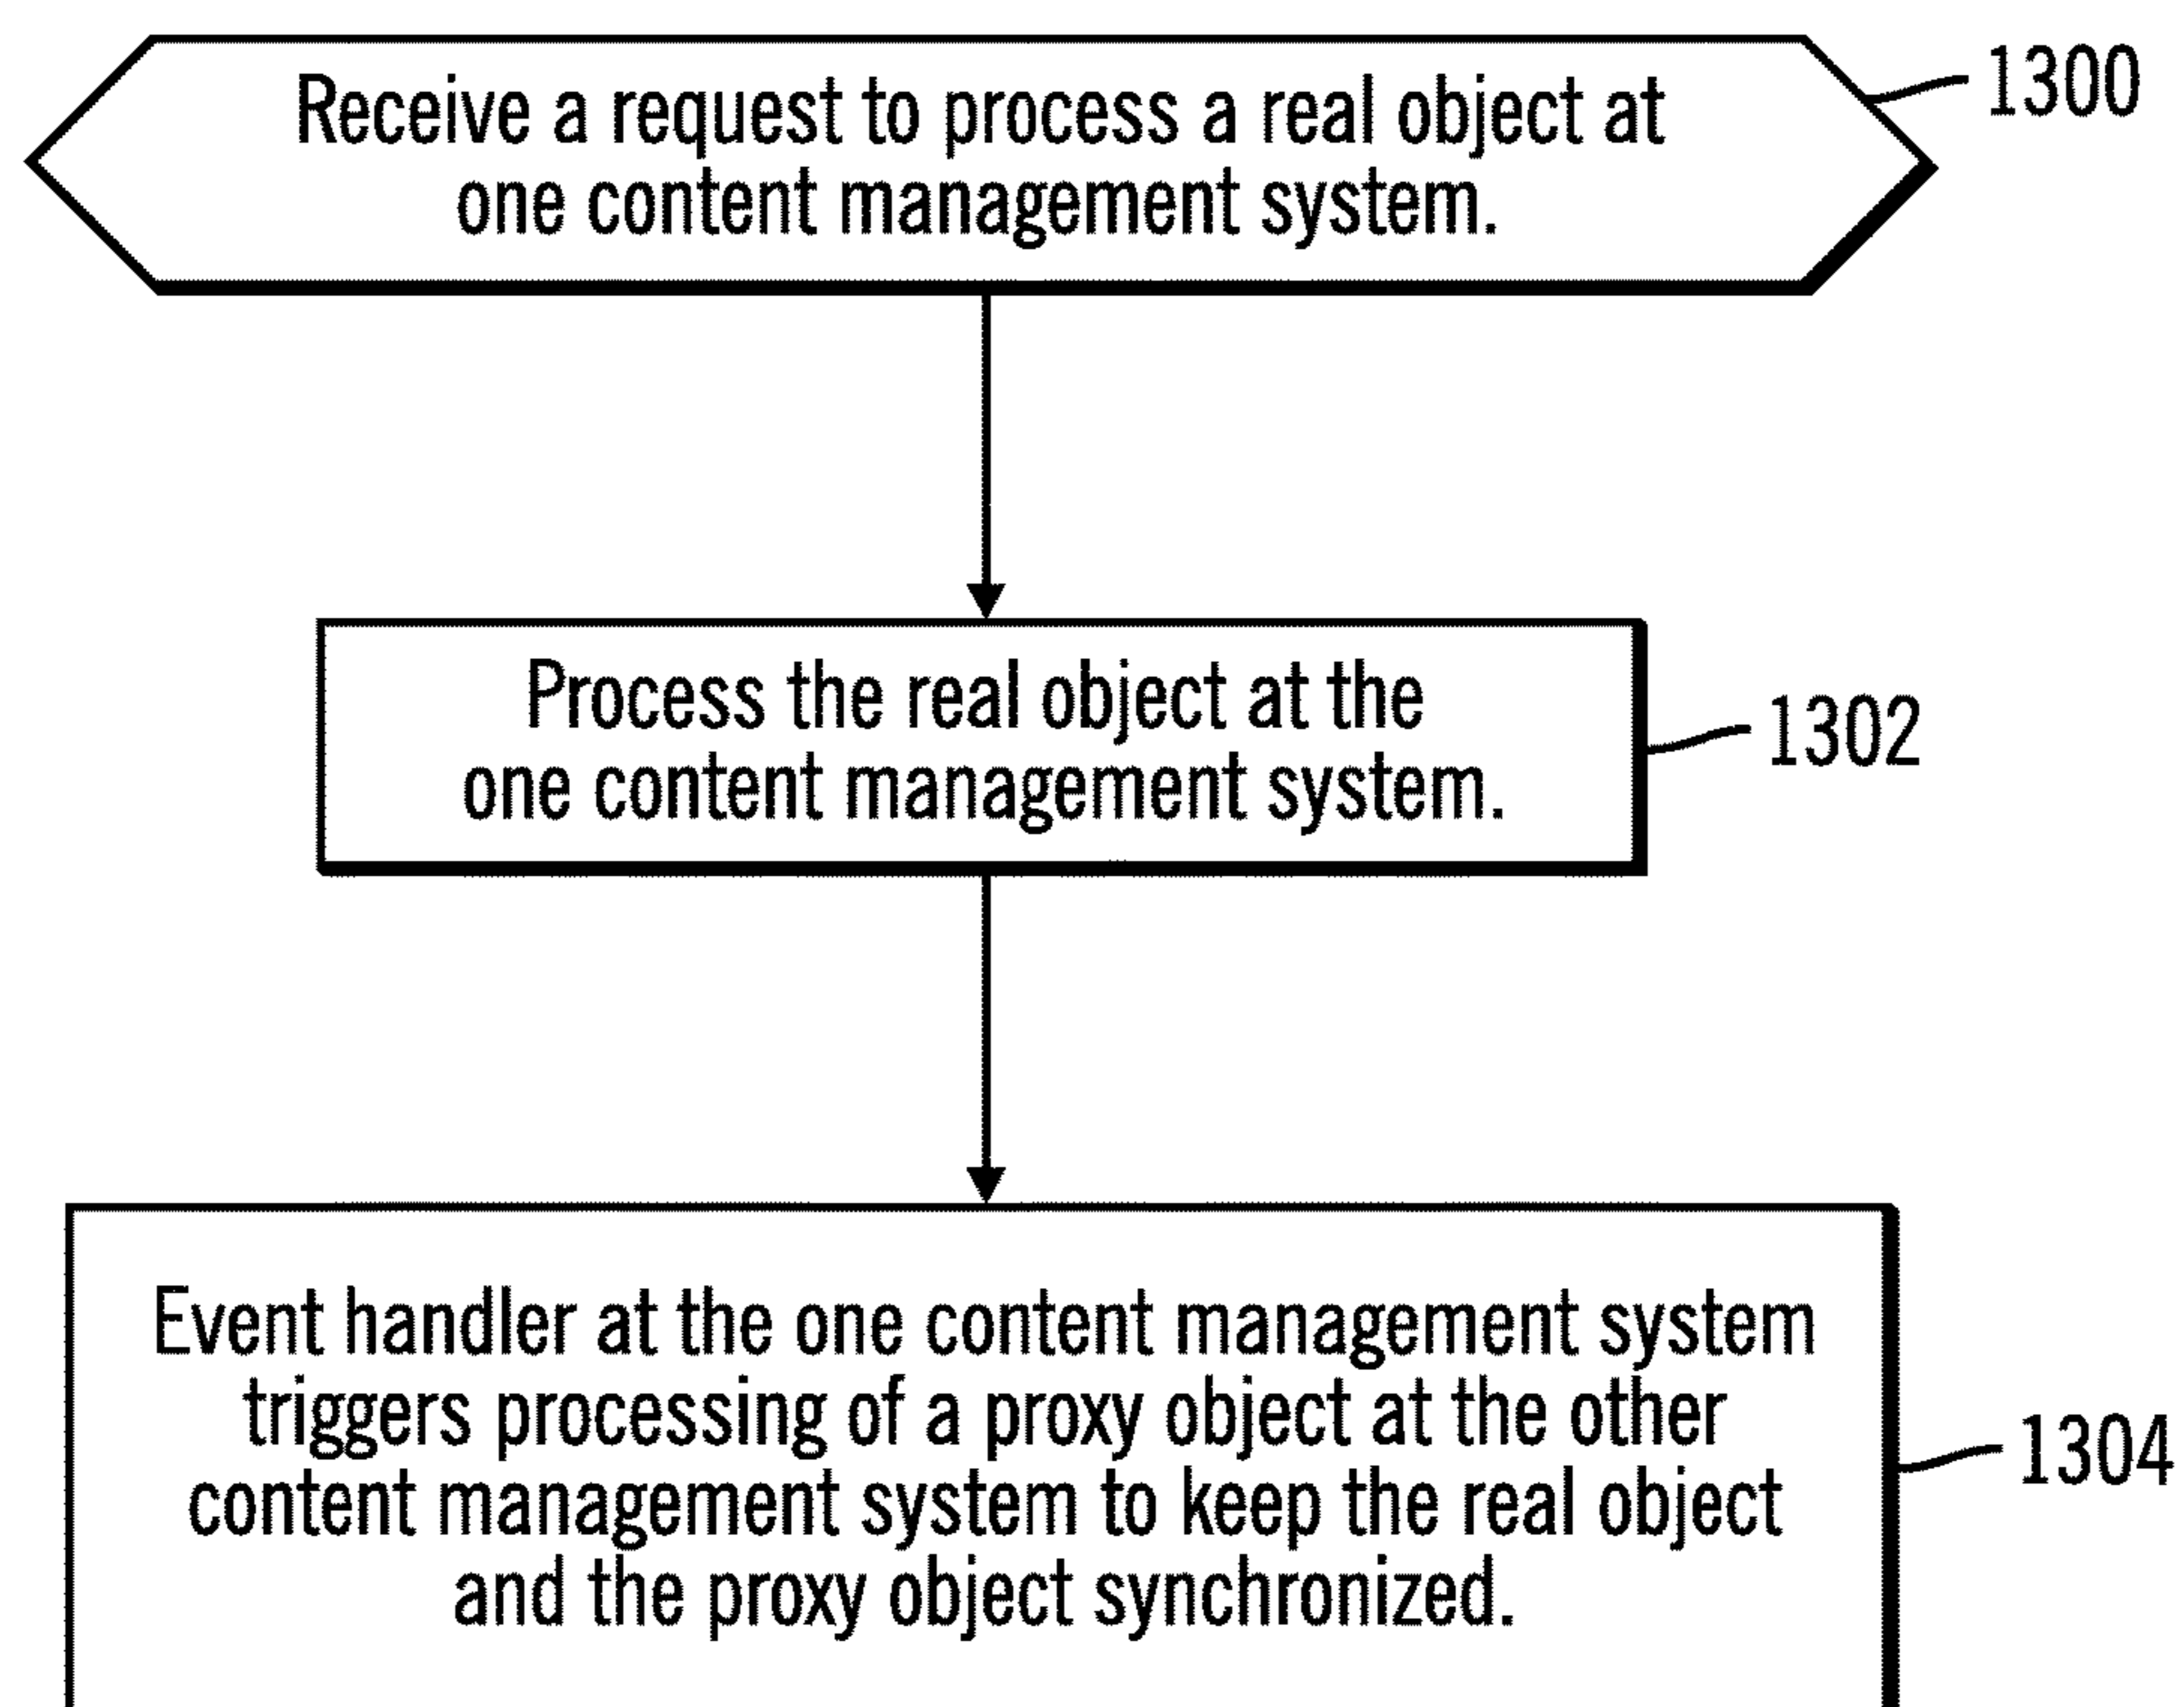 Receive a request to process a real object at
one content management system.
1300
Process the real object at the
one content management system.
1302
Event handler at the one content management system
triggers processing of a proxy object at the other
content management system to keep the real object
and the proxy object synchronized.
1304